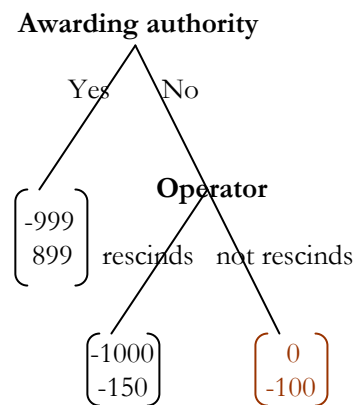 Awarding authority
Yes No
Operator
-999
899
rescinds not rescinds
-1000
-150
0
-100